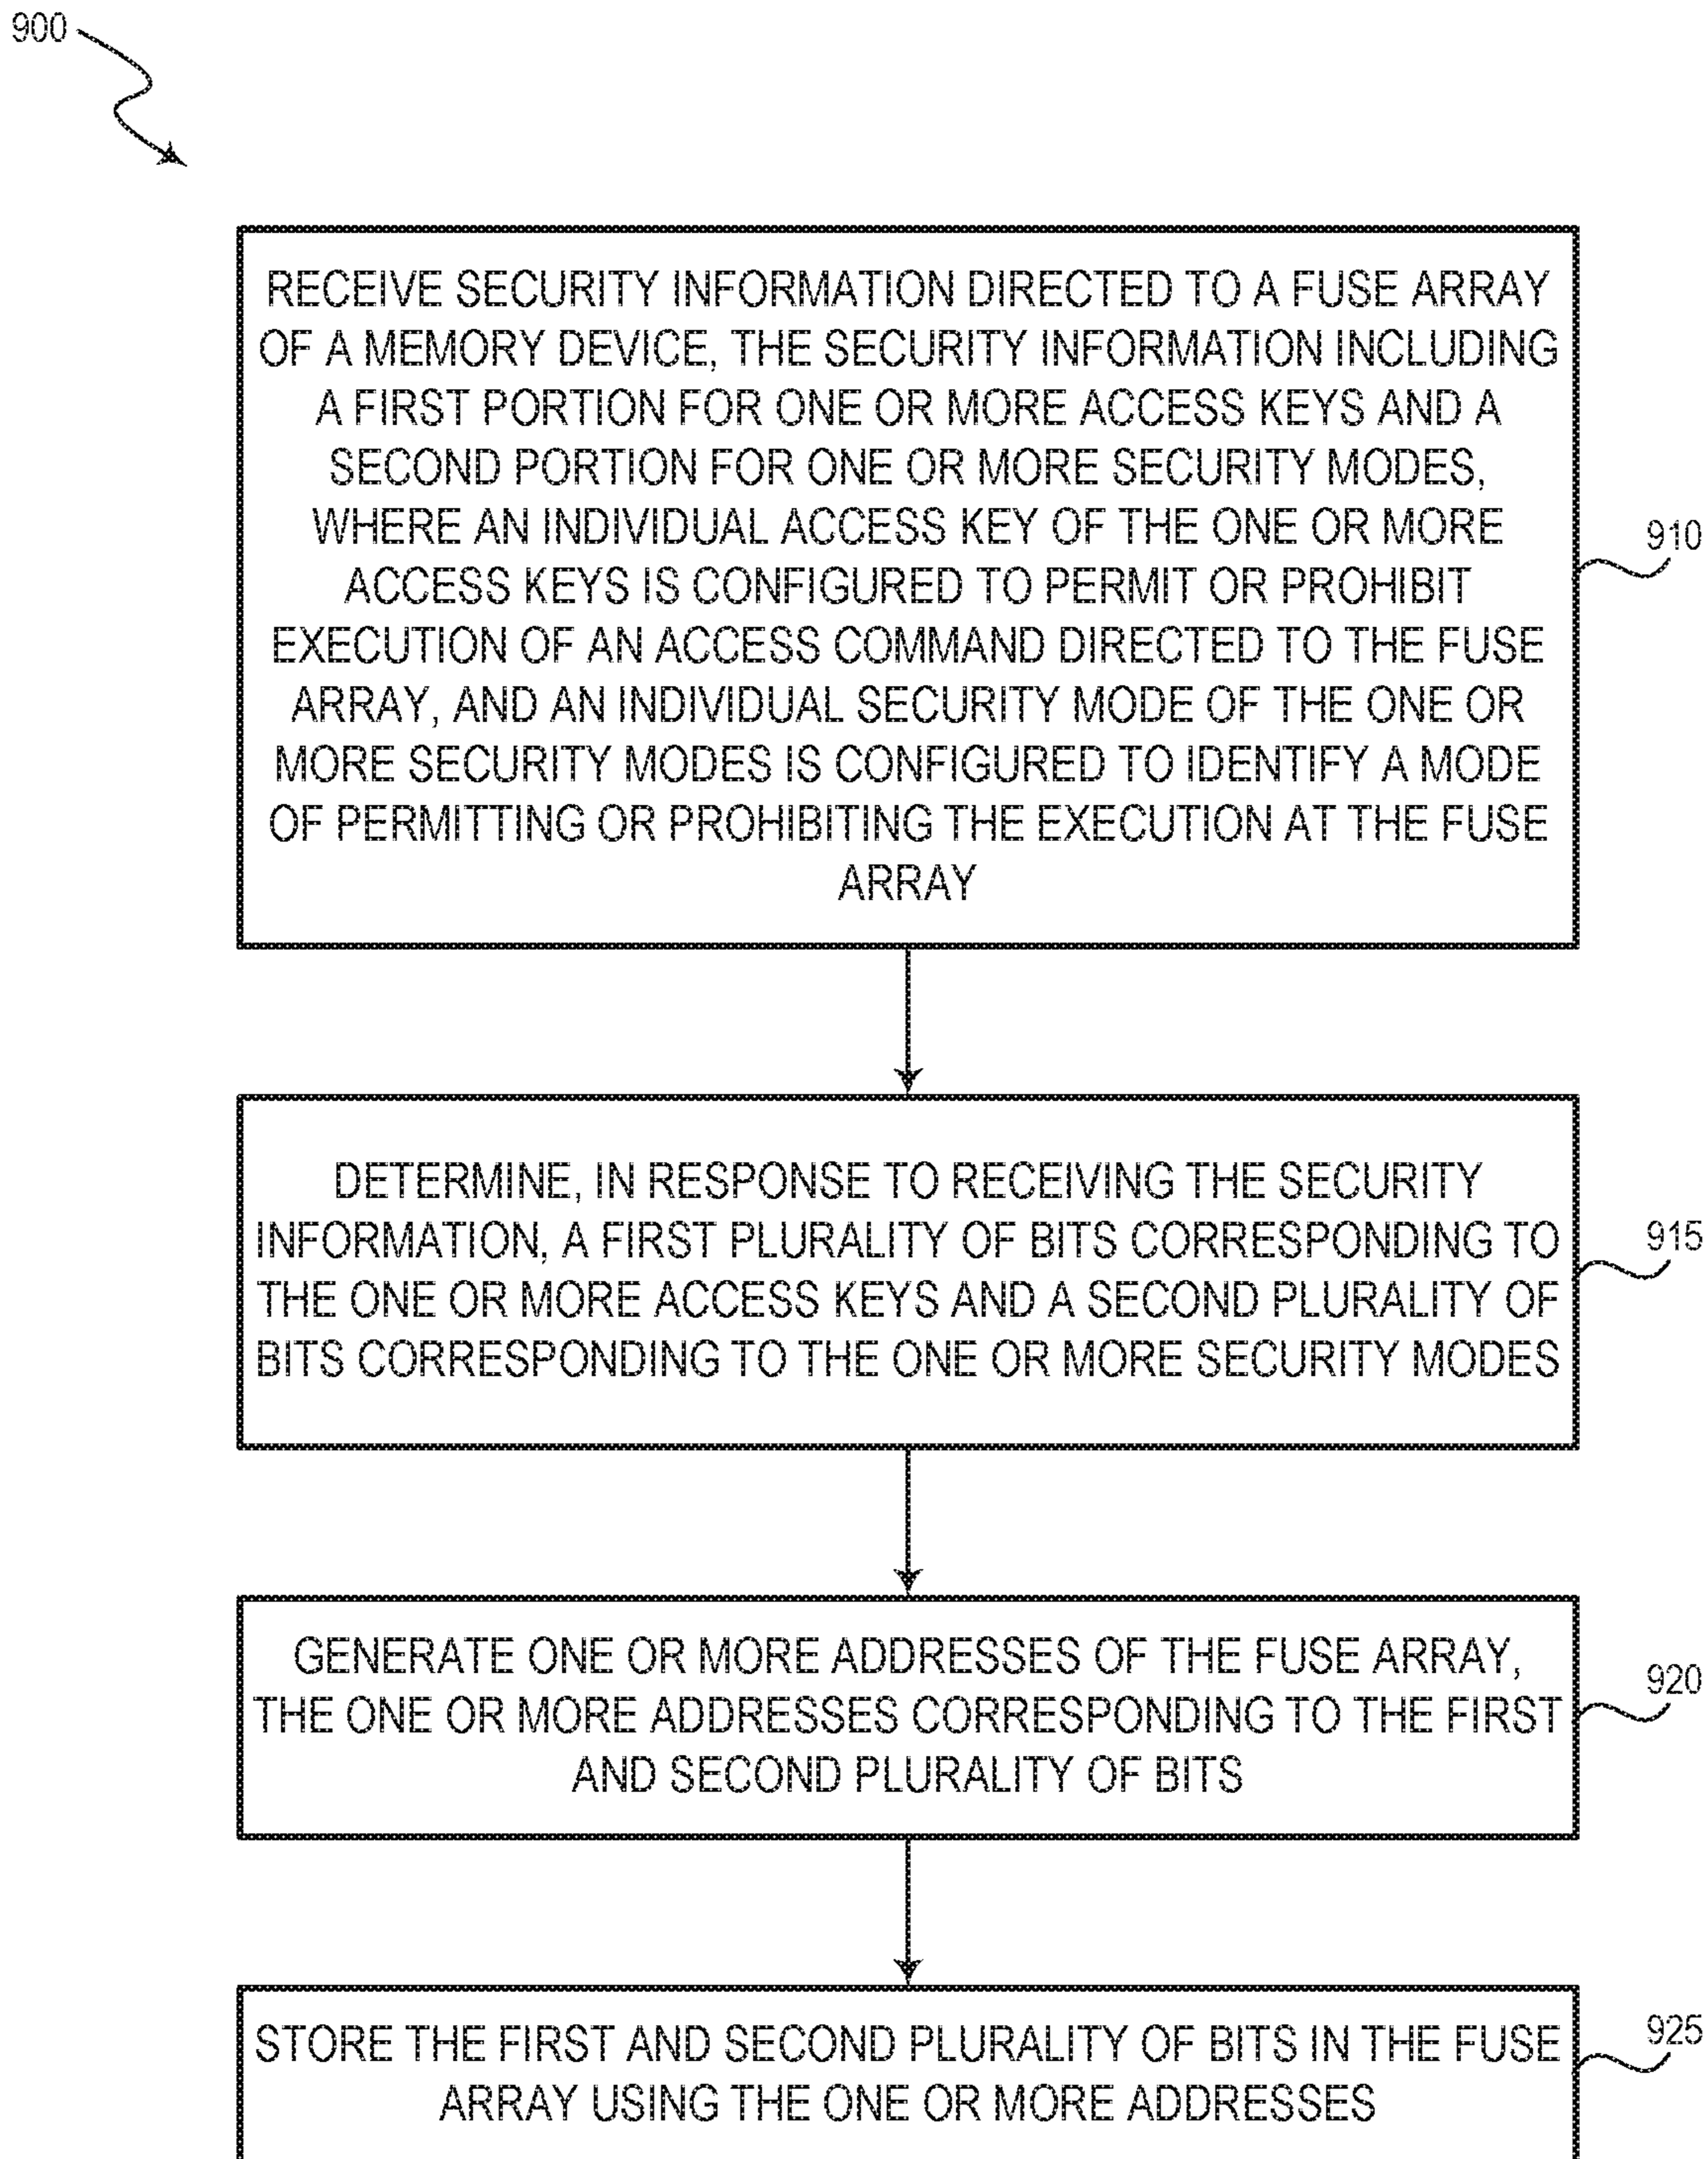 900
RECEIVE SECURITY INFORMATION DIRECTED TO A FUSE ARRAY
OF A MEMORY DEVICE, THE SECURITY INFORMATION INCLUDING
A FIRST PORTION FOR ONE OR MORE ACCESS KEYS AND A
SECOND PORTION FOR ONE OR MORE SECURITY MODES,
WHERE AN INDIVIDUAL ACCESS KEY OF THE ONE OR MORE
ACCESS KEYS IS CONFIGURED TO PERMIT OR PROHIBIT
EXECUTION OF AN ACCESS COMMAND DIRECTED TO THE FUSE
ARRAY, AND AN INDIVIDUAL SECURITY MODE OF THE ONE OR
MORE SECURITY MODES IS CONFIGURED TO IDENTIFY A MODE
OF PERMITTING OR PROHIBITING THE EXECUTION AT THE FUSE
ARRAY
910
DETERMINE, IN RESPONSE TO RECEIVING THE SECURITY
INFORMATION, A FIRST PLURALITY OF BITS CORRESPONDING TO
THE ONE OR MORE ACCESS KEYS AND A SECOND PLURALITY OF
BITS CORRESPONDING TO THE ONE OR MORE SECURITY MODES
915
GENERATE ONE OR MORE ADDRESSES OF THE FUSE ARRAY,
THE ONE OR MORE ADDRESSES CORRESPONDING TO THE FIRST
AND SECOND PLURALITY OF BITS
920
STORE THE FIRST AND SECOND PLURALITY OF BITS IN THE FUSE
ARRAY USING THE ONE OR MORE ADDRESSES
925